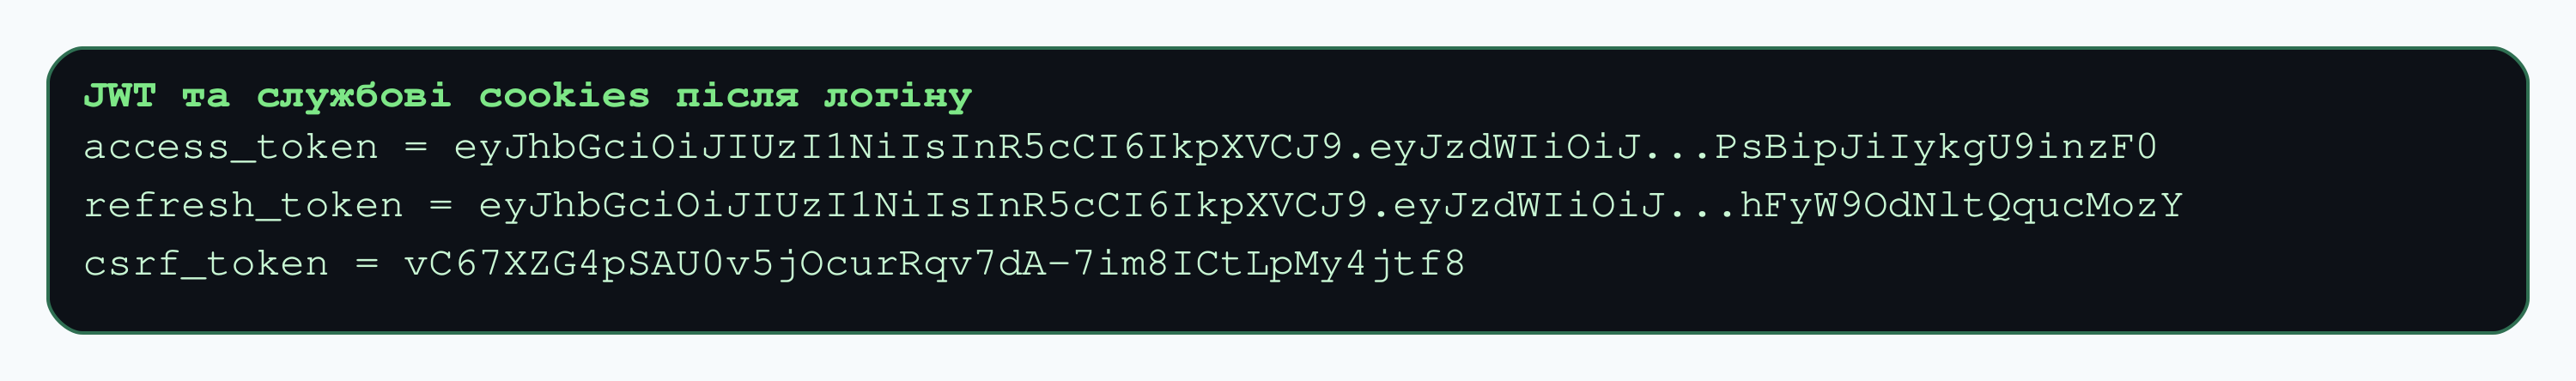 JWT та службові cookies після логіну
access_token = eyJhbGciOiJIUzI1NiIsInR5cCI6IkpXVCJ9.eyJzdWIiOiJ...PsBipJiIykgU9inzF0
refresh_token = eyJhbGciOiJIUzI1NiIsInR5cCI6IkpXVCJ9.eyJzdWIiOiJ...hFyW9OdNltQqucMozY
csrf_token = vC67XZG4pSAU0v5jOcurRqv7dA-7im8ICtLpMy4jtf8